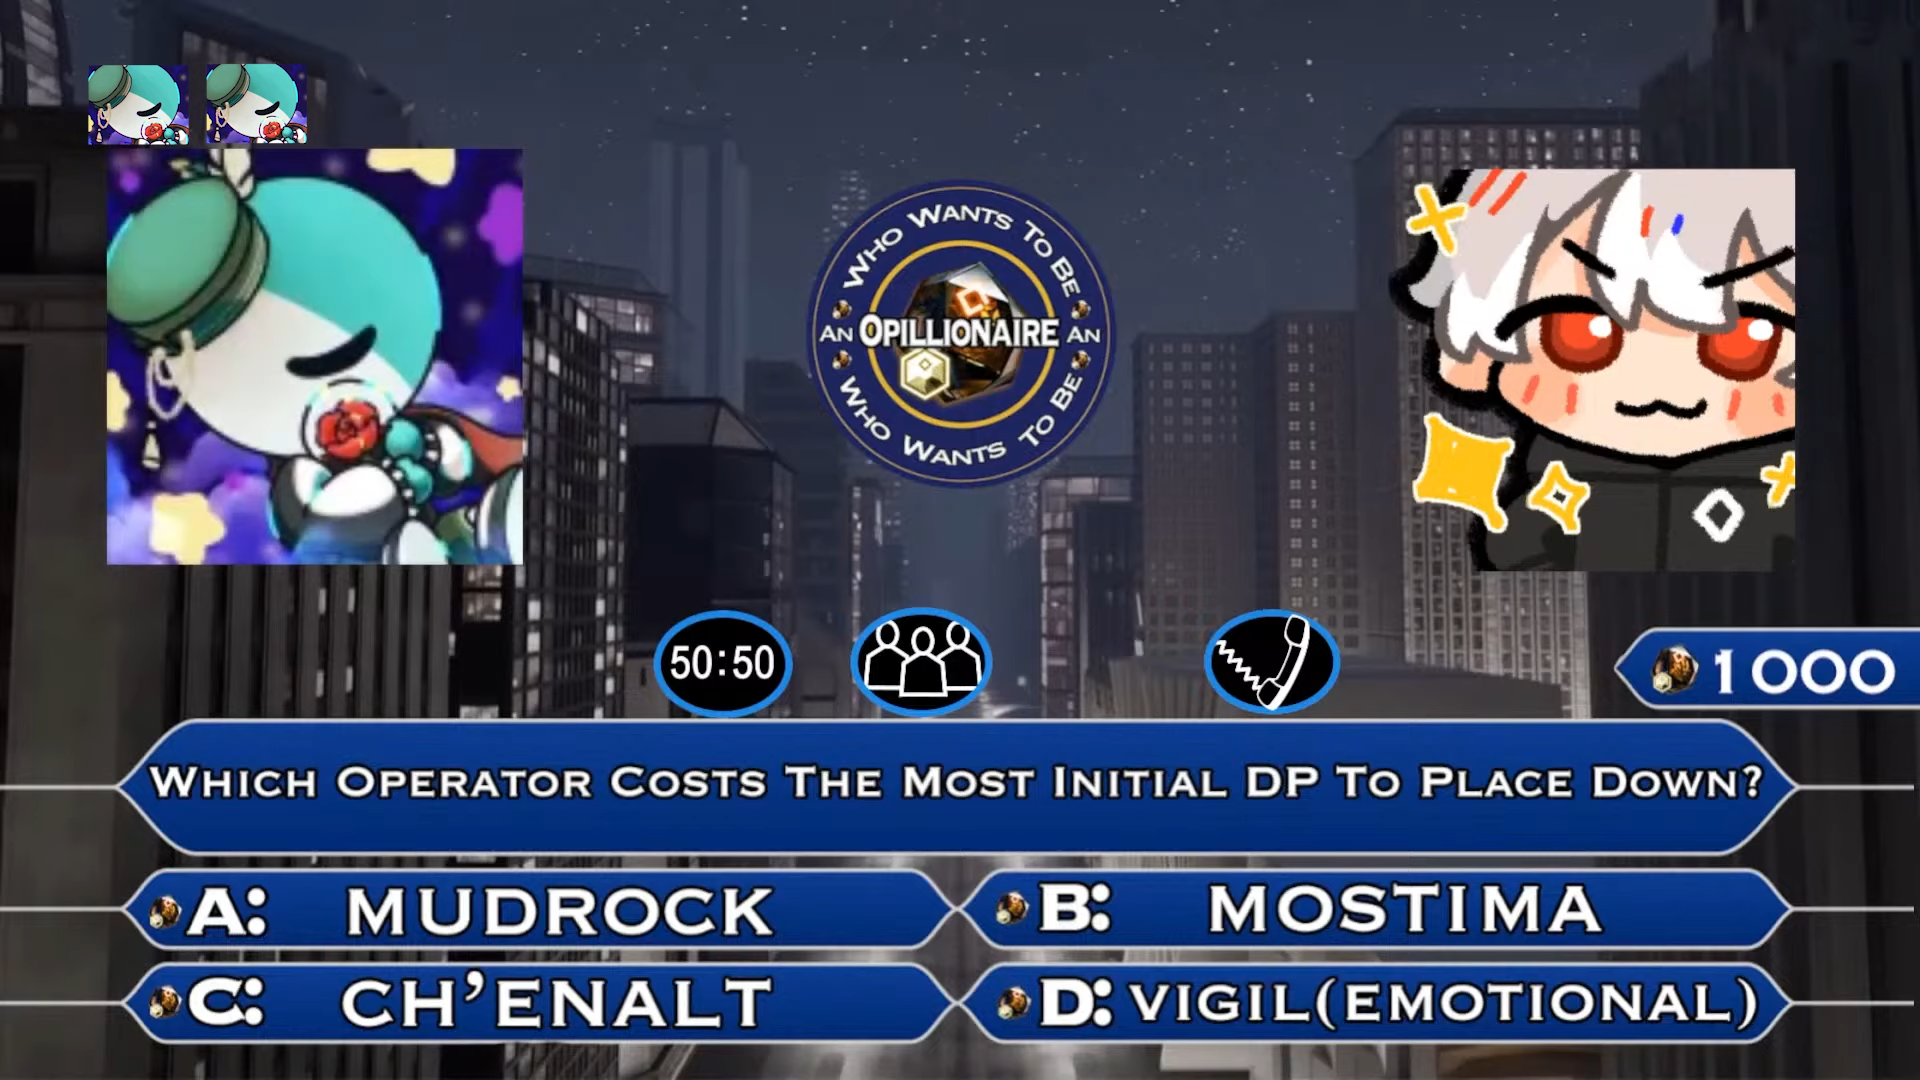 WHO WANTS TO BE
AN OPILLIONAIRE AN
WHO WANTS TO BE
50:50
1000
WHICH OPERATOR COSTS THE MOST INITIAL DP TO PLACE DOWN?
A: MUDROCK
B: MOSTIMA
C: CH'ENALT
D: VIGIL(EMOTIONAL)